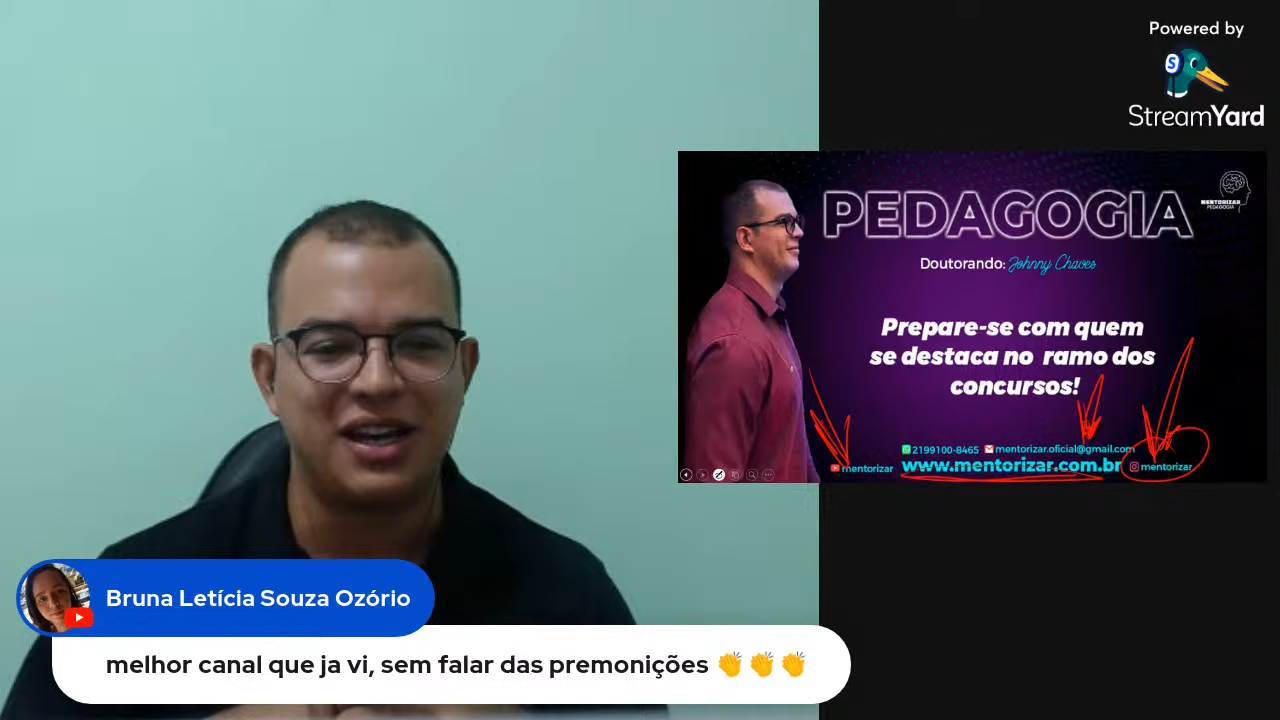 Powered by
StreamYard
PEDAGOGIA
MENTORIZAR
PEDAGOGIA
Doutorando: Johnny Chaves
Prepare-se com quem
se destaca no ramo dos
concursos!
2199100-8465 mentorizar.oficial@gmail.com
mentorizar www.mentorizar.com.br mentorizar
Bruna Letícia Souza Ozório
melhor canal que ja vi, sem falar das premonições 👏👏👏